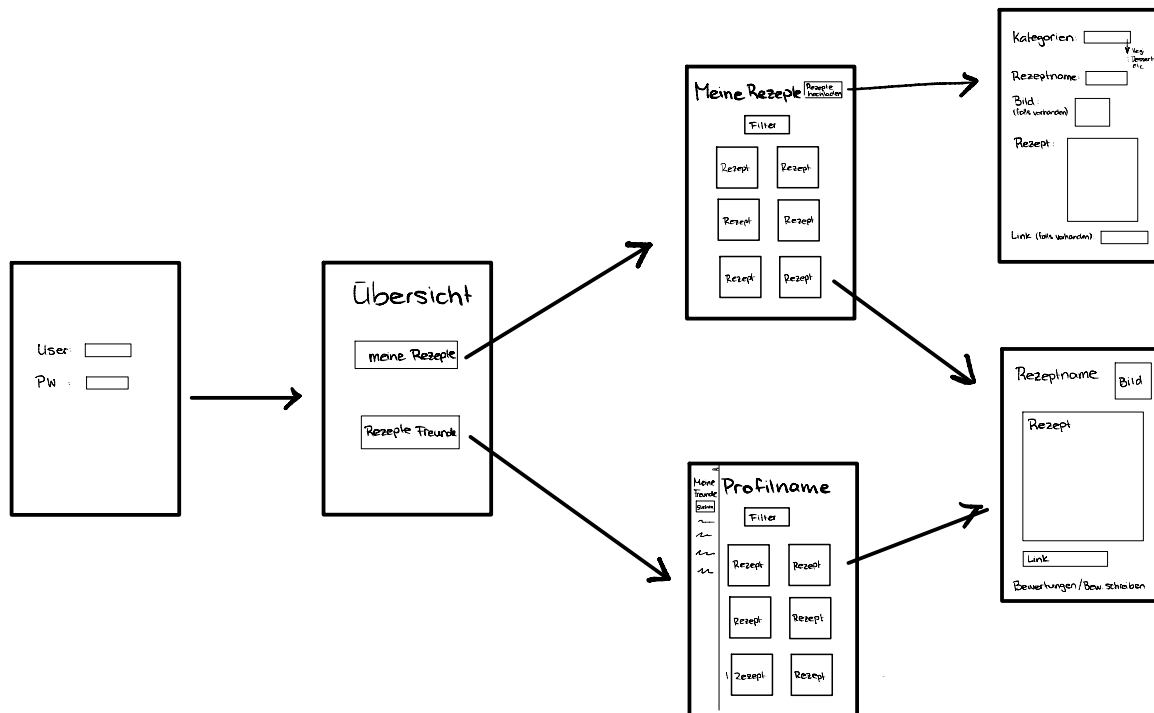 User:
PW :
Übersicht
meine Rezepte
Rezepte Freunde
Meine Rezepte
Rezepte
hochladen
Filter
Rezept Rezept
Rezept Rezept
Rezept Rezept
Kategorien:
Veg.
Dessert
etc.
Rezeptname:
Bild:
(falls vorhanden)
Rezept:
Link (falls vorhanden):
Meine
Freunde
Profilname
Filter
Rezept Rezept
Rezept Rezept
Rezept Rezept
Rezeptname
Bild
Rezept
Link
Bewertungen/Bew. schreiben